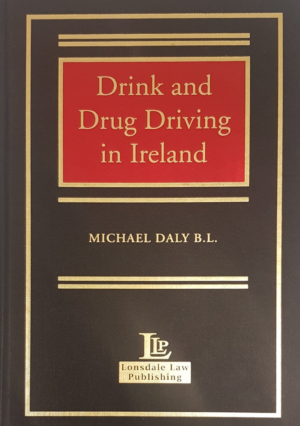 Drink and
Drug Driving
in Ireland
MICHAEL DALY B.L.
LLP
Lonsdale Law
Publishing